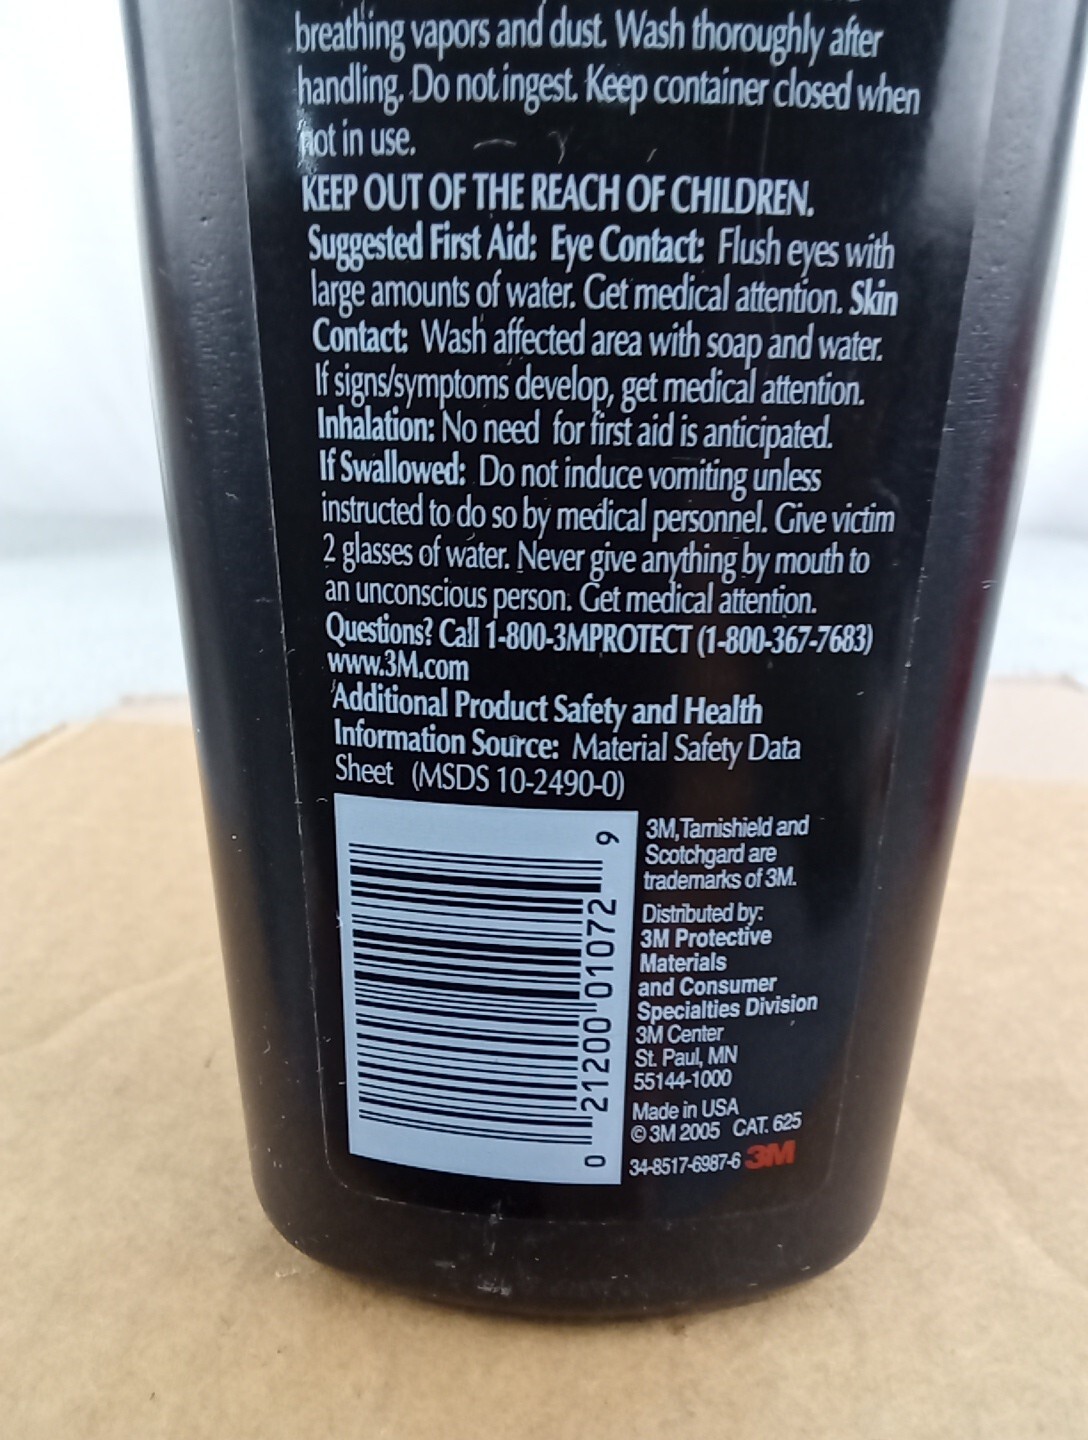 breathing vapors and dust. Wash thoroughly after
handling. Do not ingest. Keep container closed when
not in use.
KEEP OUT OF THE REACH OF CHILDREN.
Suggested First Aid: Eye Contact: Flush eyes with
large amounts of water. Get medical attention. Skin
Contact: Wash affected area with soap and water.
If signs/symptoms develop, get medical attention.
Inhalation: No need for first aid is anticipated.
If Swallowed: Do not induce vomiting unless
instructed to do so by medical personnel. Give victim
2 glasses of water. Never give anything by mouth to
an unconscious person. Get medical attention.
Questions? Call 1-800-3MPROTECT (1-800-367-7683)
www.3M.com
Additional Product Safety and Health
Information Source: Material Safety Data
Sheet (MSDS 10-2490-0)
0 21200 01072 9
3M, Tarnishield and
Scotchgard are
trademarks of 3M.
Distributed by:
3M Protective
Materials
and Consumer
Specialties Division
3M Center
St. Paul, MN
55144-1000
Made in USA
© 3M 2005 CAT. 625
34-8517-6987-6 3M